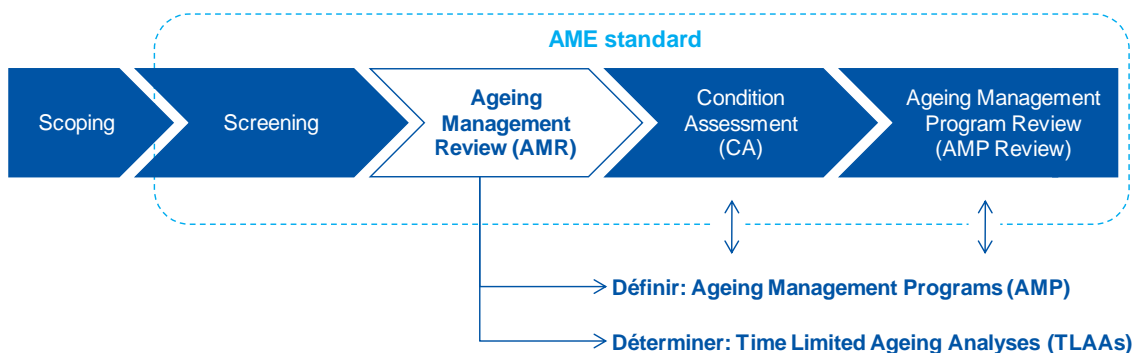 AME standard
Scoping
Screening
Ageing
Management
Review (AMR)
Condition
Assessment
(CA)
Ageing Management
Program Review
(AMP Review)
Définir: Ageing Management Programs (AMP)
Déterminer: Time Limited Ageing Analyses (TLAAs)